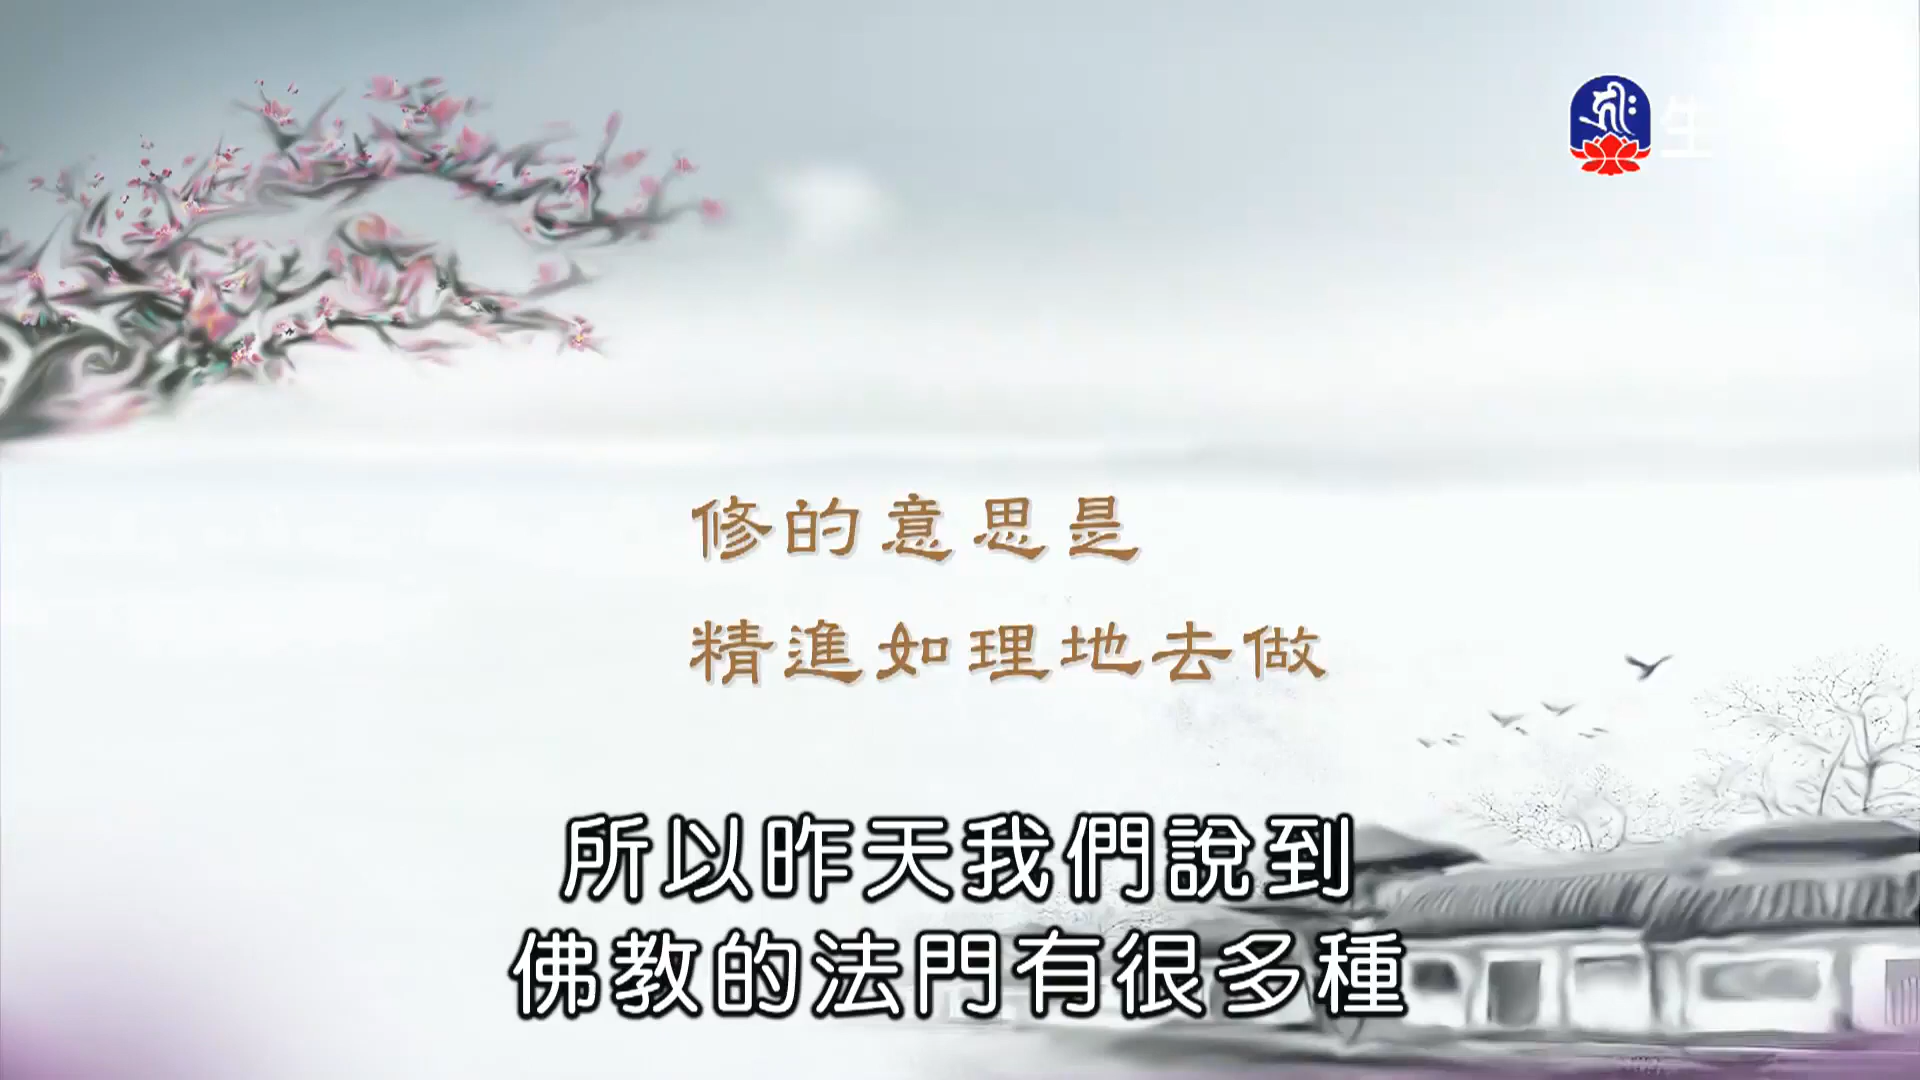 生
修的意思是
精進如理地去做
所以昨天我們說到
佛教的法門有很多種